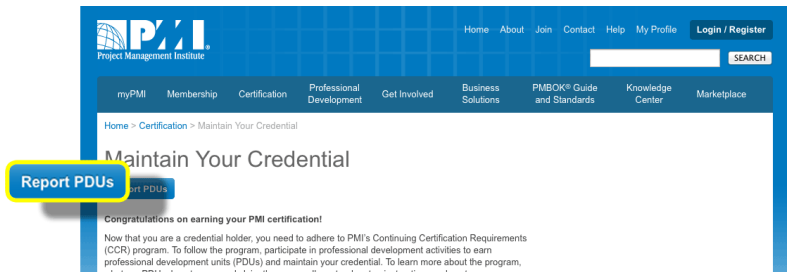 Home About Join Contact Help My Profile Login / Register
PMI®
Project Management Institute
SEARCH
myPMI Membership Certification Professional Development Get Involved Business Solutions PMBOK® Guide and Standards Knowledge Center Marketplace
Home > Certification > Maintain Your Credential
Maintain Your Credential
Report PDUs
Congratulations on earning your PMI certification!
Now that you are a credential holder, you need to adhere to PMI's Continuing Certification Requirements
(CCR) program. To follow the program, participate in professional development activities to earn
professional development units (PDUs) and maintain your credential. To learn more about the program,